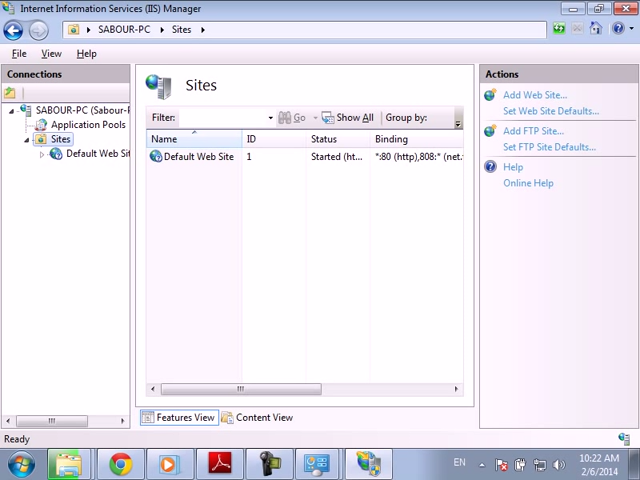 Internet Information Services (IIS) Manager
SABOUR-PC
Sites
File View Help
Connections
SABOUR-PC (Sabour-F
Application Pools
Sites
Default Web Sit
Sites
Filter: Go Show All Group by:
Name ID Status Binding
Default Web Site 1 Started (ht... *:80 (http),808:* (net.
Features View Content View
Actions
Add Web Site...
Set Web Site Defaults...
Add FTP Site...
Set FTP Site Defaults...
Help
Online Help
Ready
EN
10:22 AM
2/6/2014